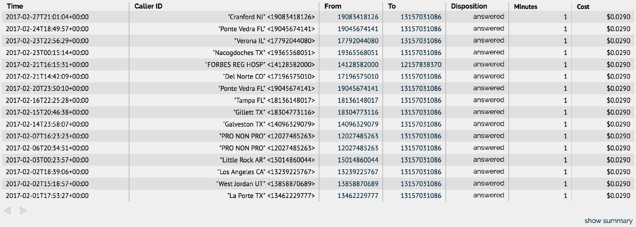 Time Caller ID From To Disposition Minutes Cost
2017-02-27T21:01:04+00:00 "Cranford NJ" <19083418126> 19083418126 13157031086 answered 1 $0.0290
2017-02-24T18:49:57+00:00 "Ponte Vedra FL" <19045674141> 19045674141 13157031086 answered 1 $0.0290
2017-02-23T22:56:29+00:00 "Verona IL" <17792044080> 17792044080 13157031086 answered 1 $0.0290
2017-02-23T00:15:14+00:00 "Nacogdoches TX" <19365568051> 19365568051 13157031086 answered 1 $0.0290
2017-02-21T16:15:31+00:00 "FORBES REG HOSP" <14128582000> 14128582000 12157838370 answered 1 $0.0290
2017-02-21T14:42:09+00:00 "Del Norte CO" <17196575010> 17196575010 13157031086 answered 1 $0.0290
2017-02-20T23:50:10+00:00 "Ponte Vedra FL" <19045674141> 19045674141 13157031086 answered 1 $0.0290
2017-02-16T22:25:28+00:00 "Tampa FL" <18136148017> 18136148017 13157031086 answered 1 $0.0290
2017-02-15T20:46:38+00:00 "Gillett TX" <18304773116> 18304773116 13157031086 answered 1 $0.0290
2017-02-14T23:58:07+00:00 "Galveston TX" <14096329079> 14096329079 13157031086 answered 1 $0.0290
2017-02-07T16:23:23+00:00 "PRO NON PRO" <12027485263> 12027485263 13157031086 answered 1 $0.0290
2017-02-06T20:34:51+00:00 "PRO NON PRO" <12027485263> 12027485263 13157031086 answered 1 $0.0290
2017-02-03T00:23:57+00:00 "Little Rock AR" <15014860044> 15014860044 13157031086 answered 1 $0.0290
2017-02-02T18:39:06+00:00 "Los Angeles CA" <13239255767> 13239255767 13157031086 answered 1 $0.0290
2017-02-02T15:18:57+00:00 "West Jordan UT" <13858870689> 13858870689 13157031086 answered 1 $0.0290
2017-02-01T17:53:27+00:00 "La Porte TX" <13462229777> 13462229777 13157031086 answered 1 $0.0290
show summary